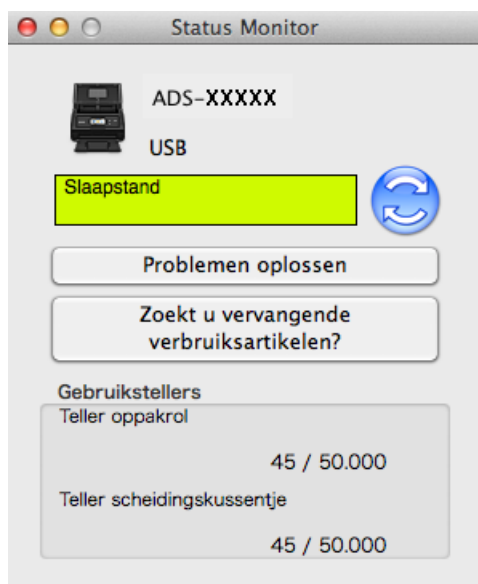 Status Monitor
ADS-XXXXX
USB
Slaapstand
Problemen oplossen
Zoekt u vervangende
verbruiksartikelen?
Gebruikstellers
Teller oppakrol
45 / 50.000
Teller scheidingskussentje
45 / 50.000